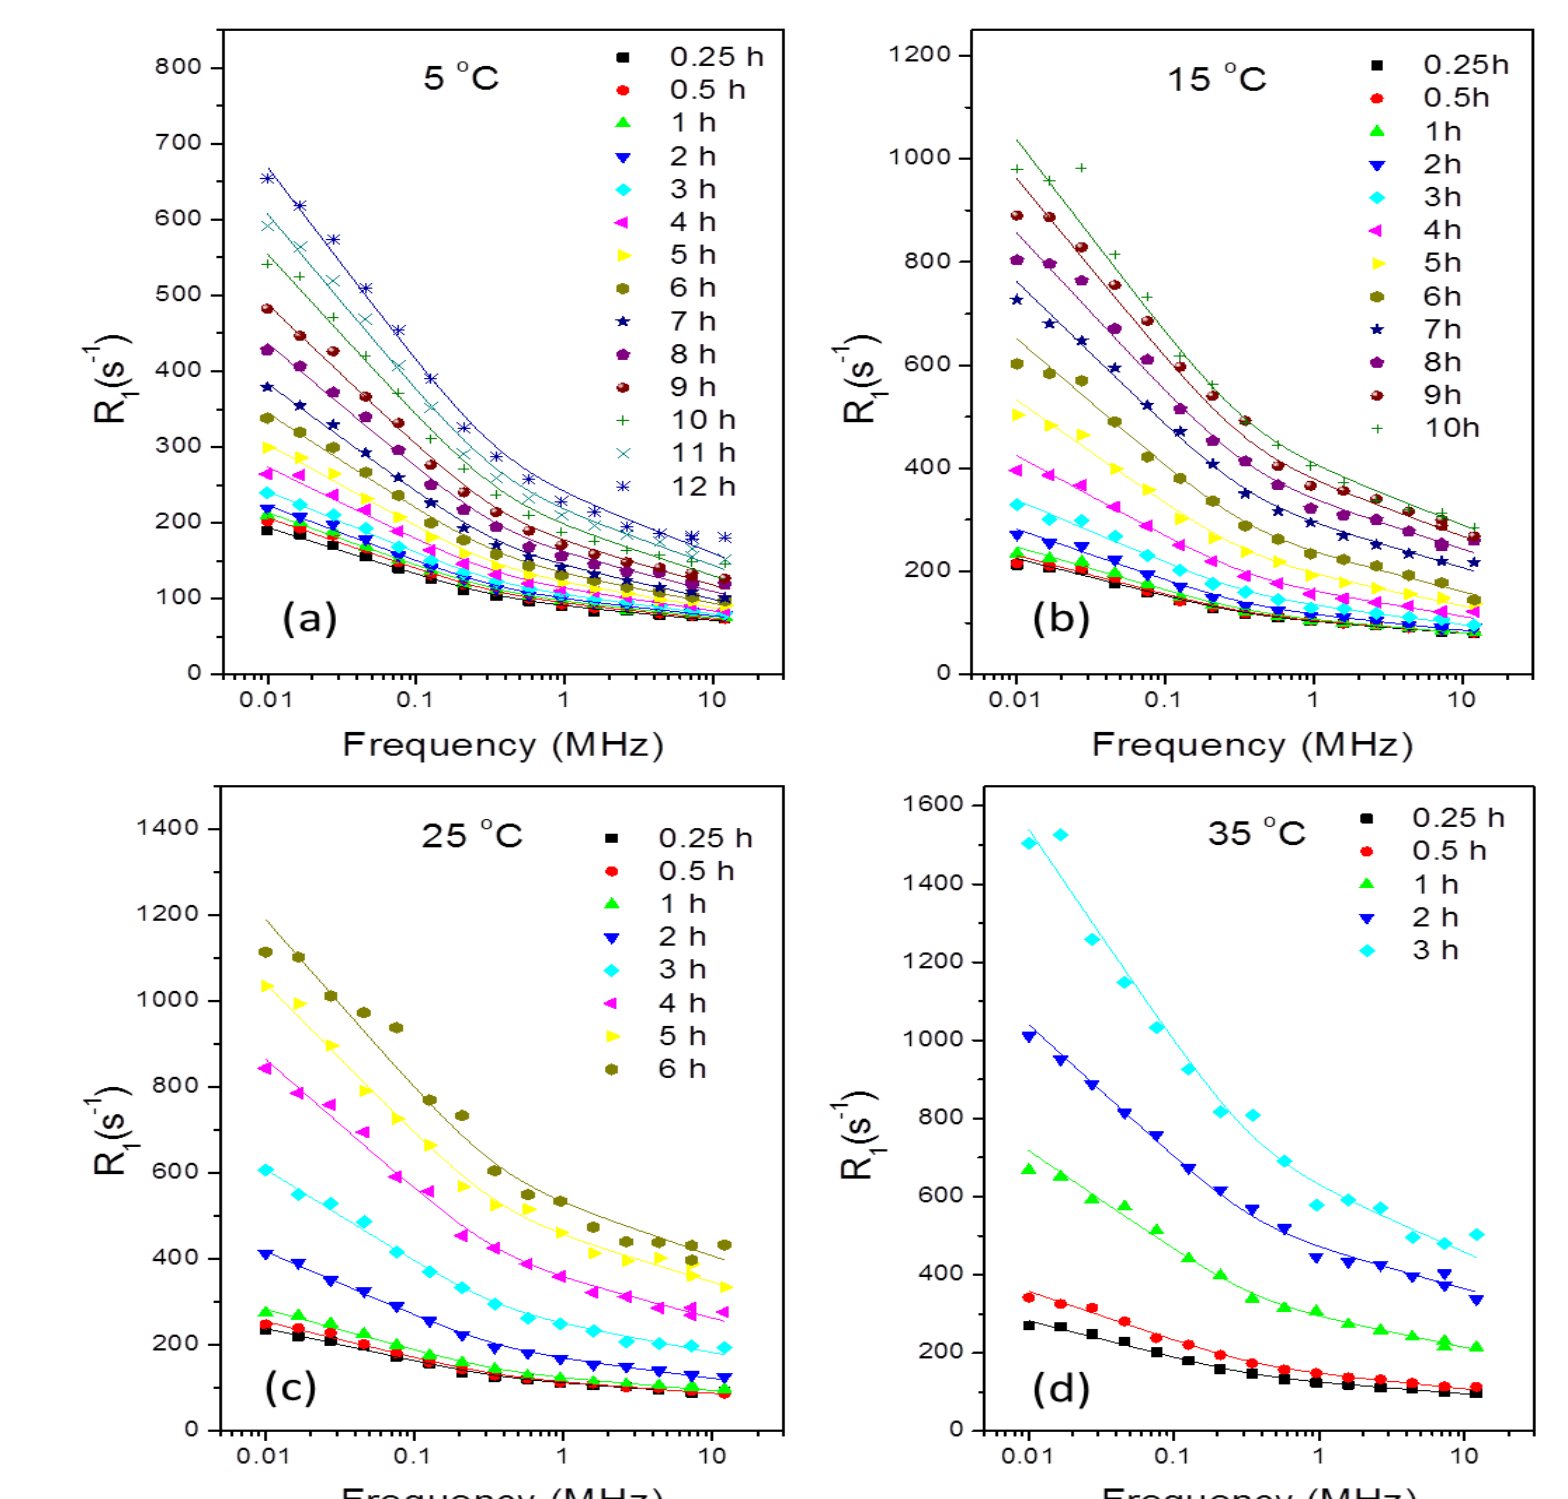 5 °C
0.25 h
0.5 h
1 h
2 h
3 h
4 h
5 h
6 h
7 h
8 h
9 h
10 h
11 h
12 h
800
700
600
500
400
300
200
100
0
R1(s-1)
(a)
0.01 0.1 1 10
Frequency (MHz)
15 °C
0.25h
0.5h
1h
2h
3h
4h
5h
6h
7h
8h
9h
10h
1200
1000
800
600
400
200
0
R1(s-1)
(b)
0.01 0.1 1 10
Frequency (MHz)
25 °C
0.25 h
0.5 h
1 h
2 h
3 h
4 h
5 h
6 h
1400
1200
1000
800
600
400
200
0
R1(s-1)
(c)
0.01 0.1 1 10
Frequency (MHz)
35 °C
0.25 h
0.5 h
1 h
2 h
3 h
1600
1400
1200
1000
800
600
400
200
0
R1(s-1)
(d)
0.01 0.1 1 10
Frequency (MHz)